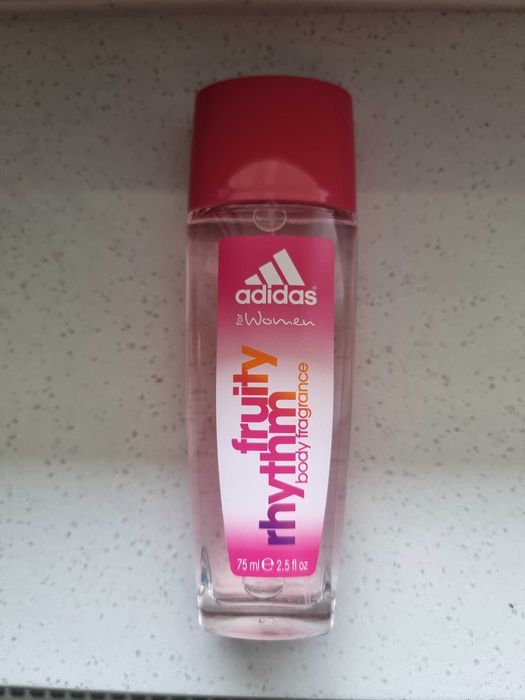 adidas®
for Women
fruity
rhythm
body fragrance
75 ml ℮ 2.5 fl oz